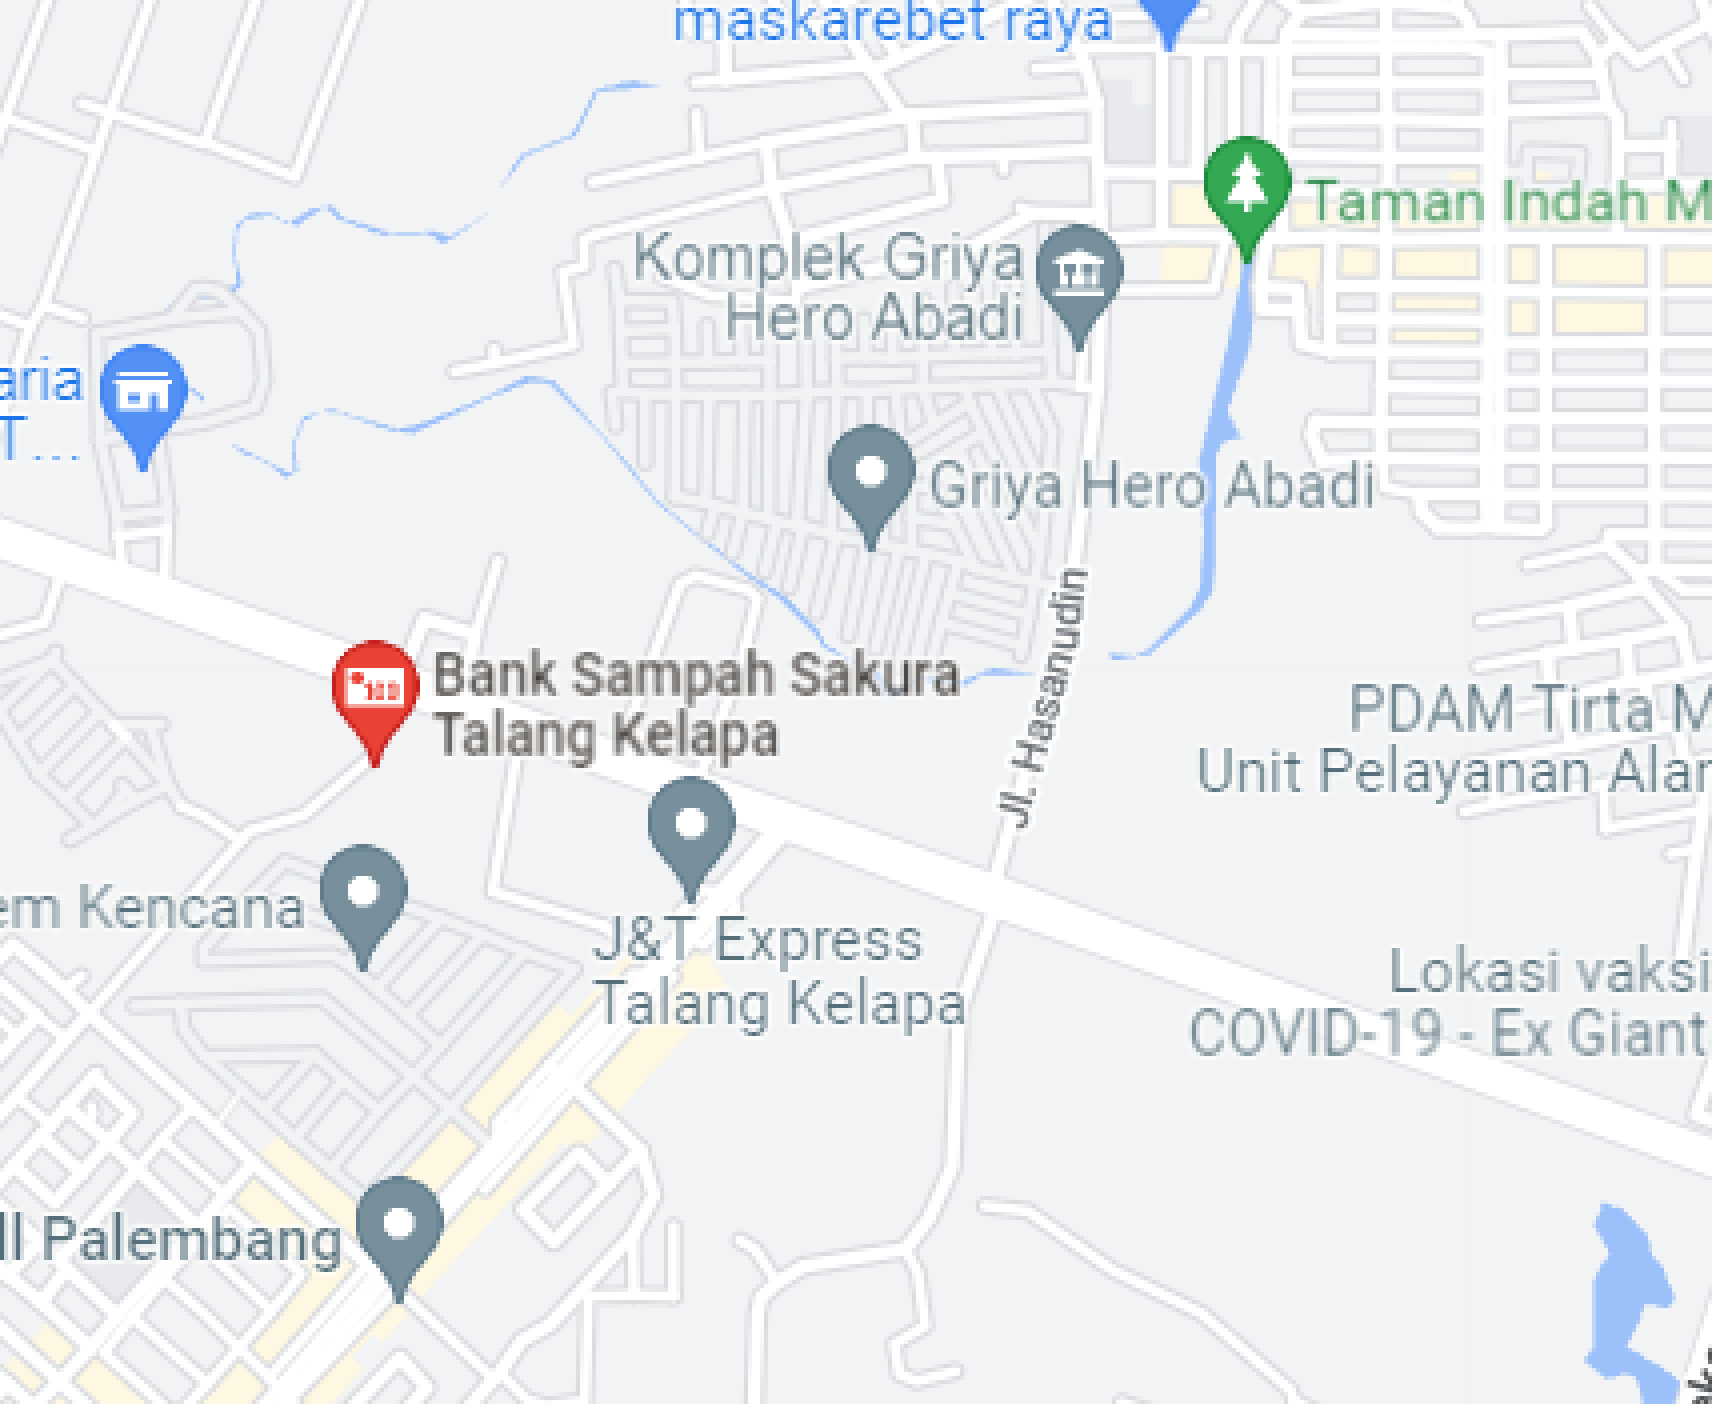 maskarebet raya
Taman Indah M
Komplek Griya
Hero Abadi
aria
T...
Griya Hero Abadi
Jl. Hasanudin
Bank Sampah Sakura
Talang Kelapa
PDAM Tirta M
Unit Pelayanan Alar
em Kencana
J&T Express
Talang Kelapa
Lokasi vaksi
COVID-19 - Ex Giant
ll Palembang